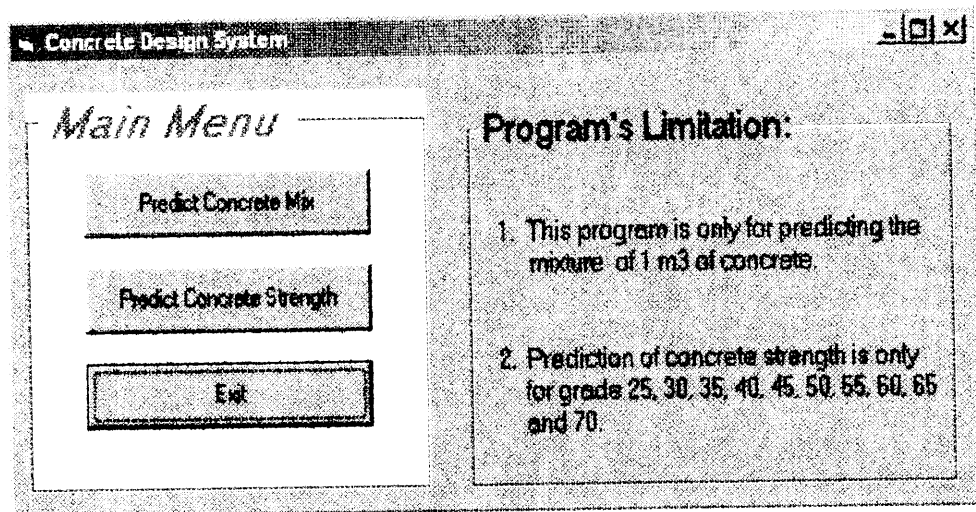 Concrete Design System
Main Menu
Predict Concrete Mix
Predict Concrete Strength
Exit
Program's Limitation:
1. This program is only for predicting the
mixture of 1 m3 of concrete.
2. Prediction of concrete strength is only
for grade 25, 30, 35, 40, 45, 50, 55, 60, 65
and 70.